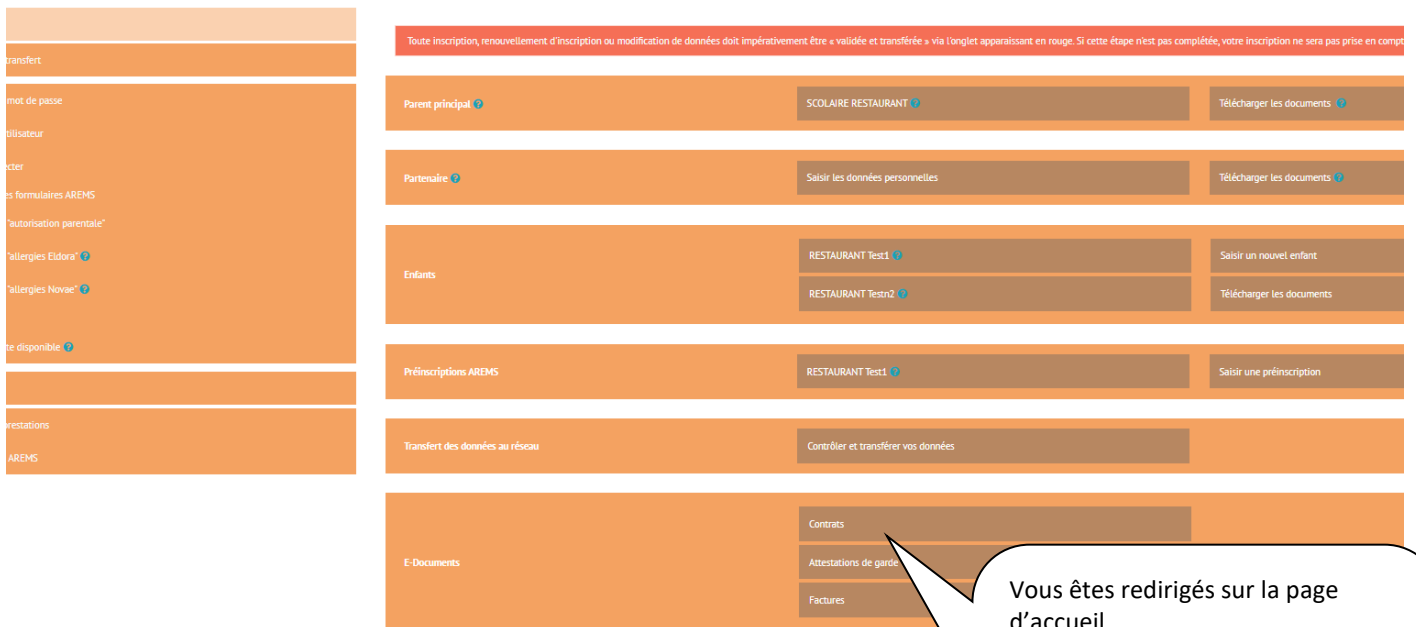 transfert
mot de passe
tilisateur
ecter
es formulaires AREMS
"autorisation parentale"
"allergies Eldora"
"allergies Novae"
te disponible
prestations
AREMS
Toute inscription, renouvellement d'inscription ou modification de données doit impérativement être « validée et transférée » via l'onglet apparaissant en rouge. Si cette étape n'est pas complétée, votre inscription ne sera pas prise en compt
Parent principal ? SCOLAIRE RESTAURANT ? Télécharger les documents ?
Partenaire ? Saisir les données personnelles Télécharger les documents ?
Enfants
RESTAURANT Test1 ? Saisir un nouvel enfant
RESTAURANT Testn2 ? Télécharger les documents
Préinscriptions AREMS RESTAURANT Test1 ? Saisir une préinscription
Transfert des données au réseau Contrôler et transférer vos données
E-Documents
Contrats
Attestations de garde
Factures
Vous êtes redirigés sur la page
d'accueil